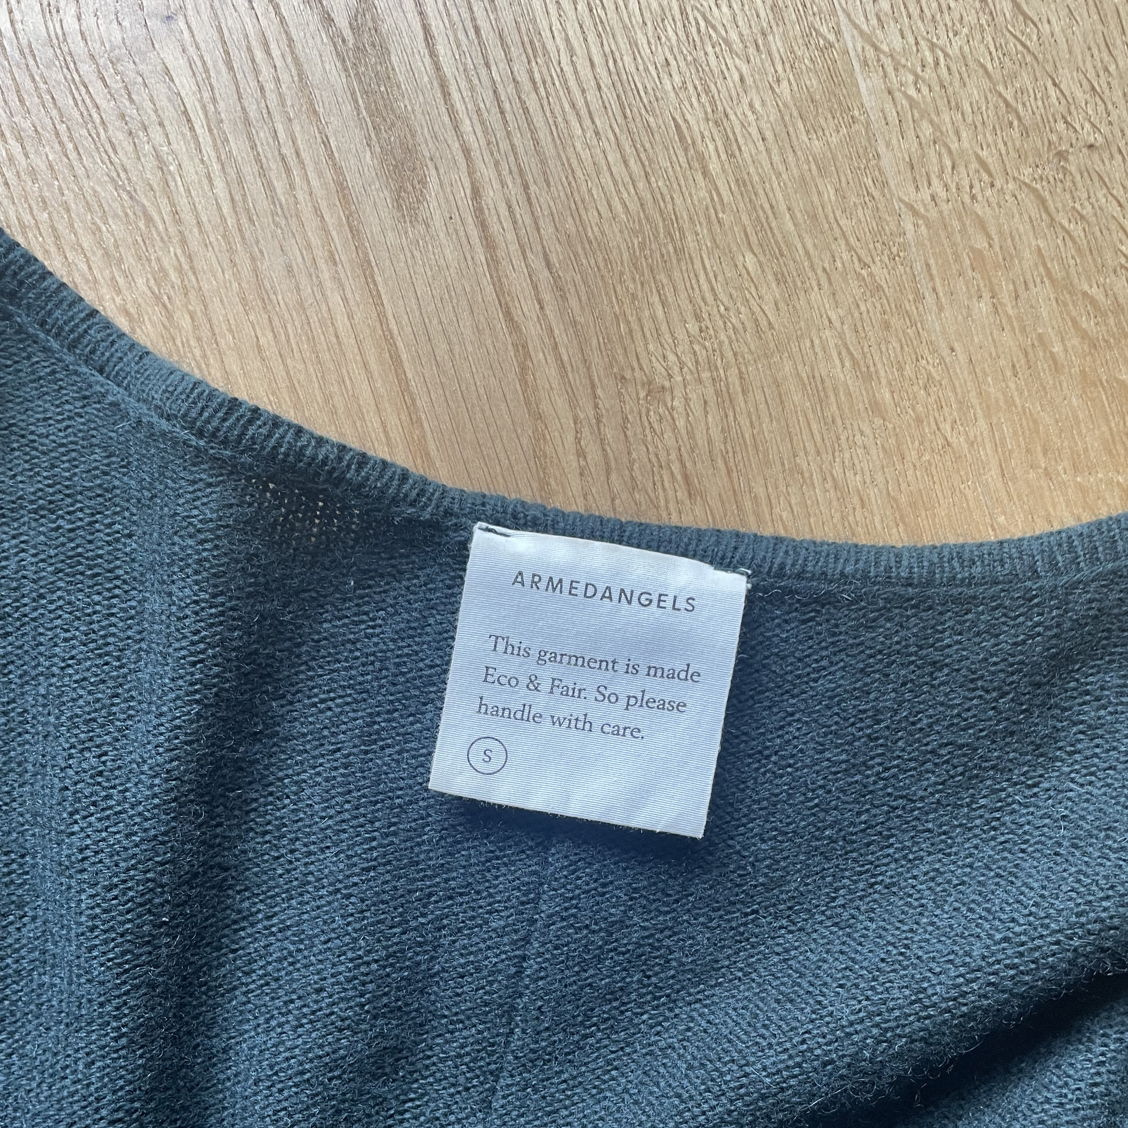 ARMEDANGELS
This garment is made
Eco & Fair. So please
handle with care.
S